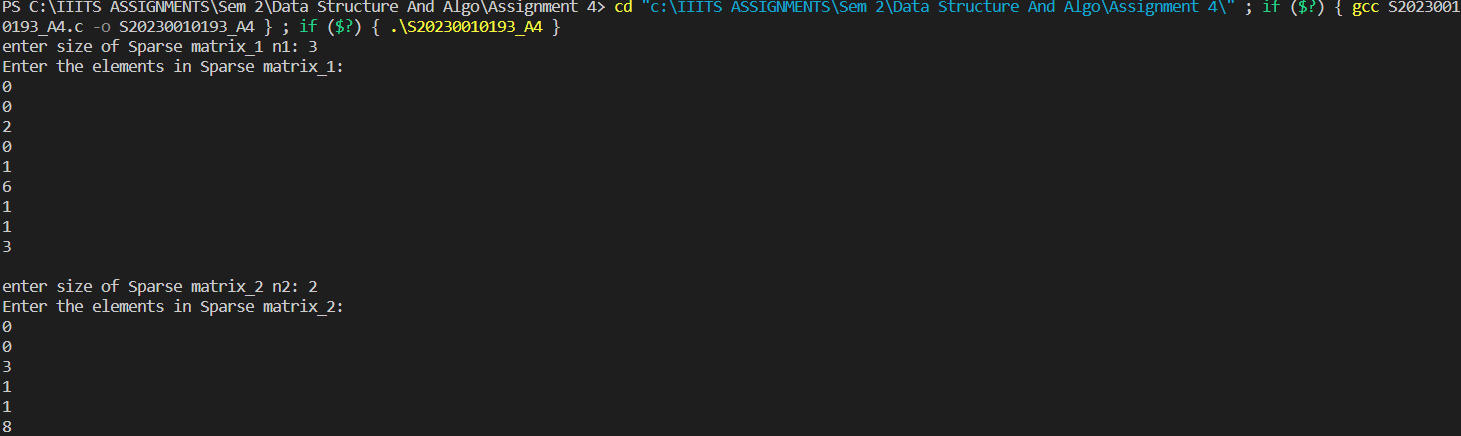 PS C:\IIITS ASSIGNMENTS\Sem 2\Data Structure And Algo\Assignment 4> cd "c:\IIITS ASSIGNMENTS\Sem 2\Data Structure And Algo\Assignment 4\" ; if ($?) { gcc S2023001
0193_A4.c -o S20230010193_A4 } ; if ($?) { .\S20230010193_A4 }
enter size of Sparse matrix_1 n1: 3
Enter the elements in Sparse matrix_1:
0
0
2
0
1
6
1
1
3
enter size of Sparse matrix_2 n2: 2
Enter the elements in Sparse matrix_2:
0
0
3
1
1
8